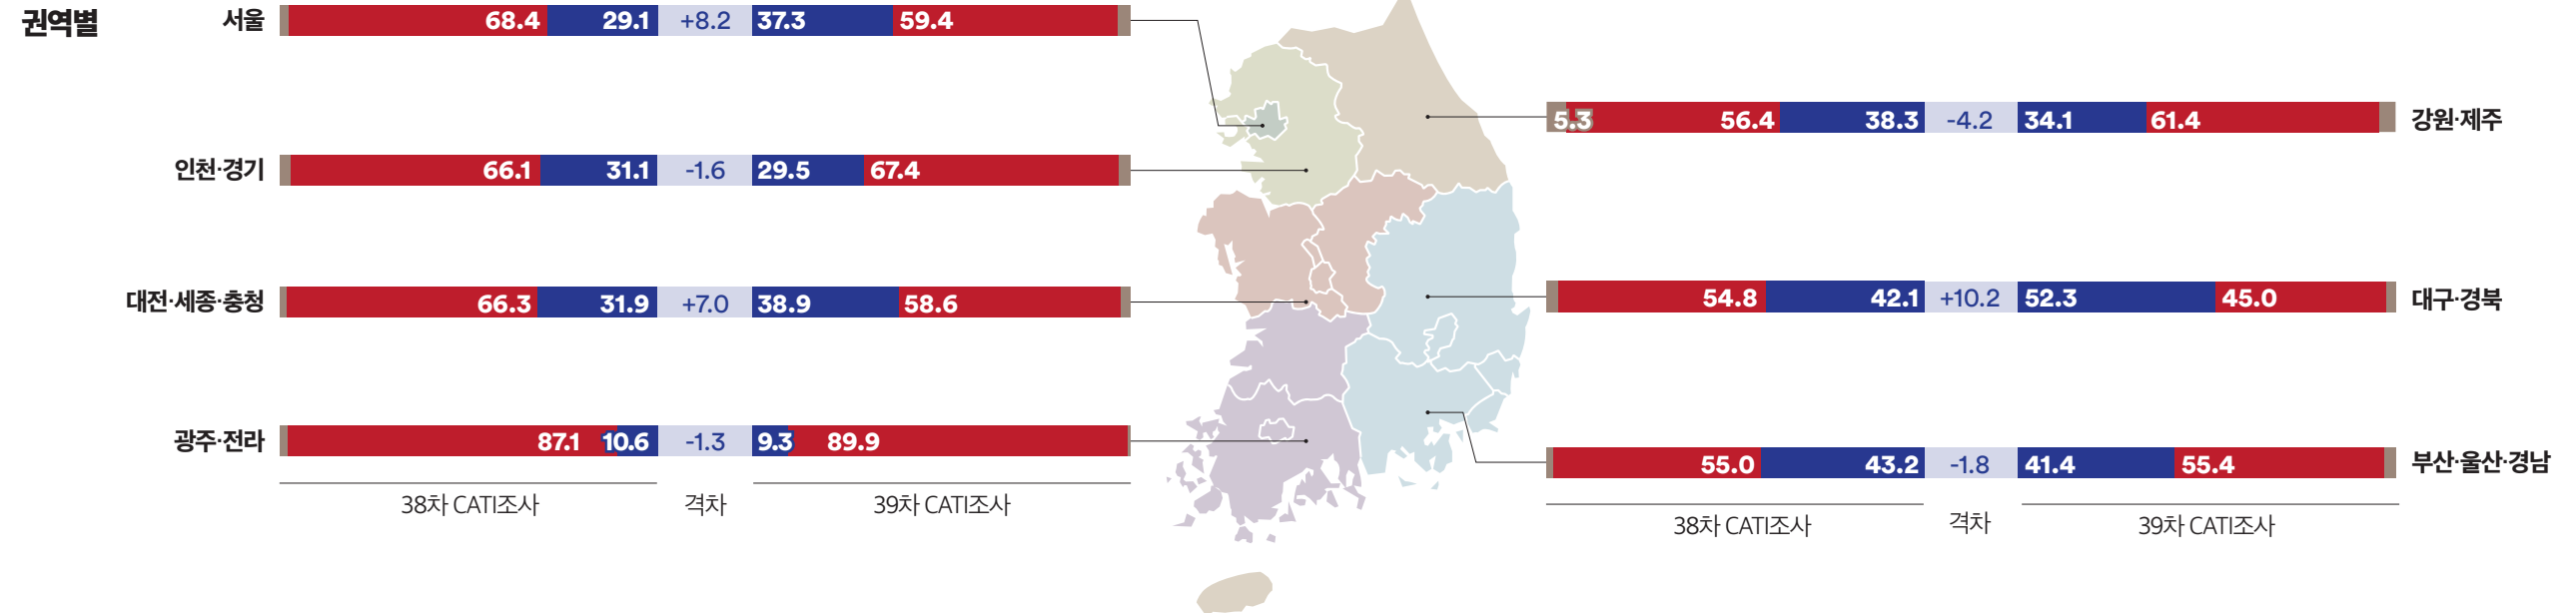 권역별
서울 68.4 29.1 +8.2 37.3 59.4
인천·경기 66.1 31.1 -1.6 29.5 67.4
대전·세종·충청 66.3 31.9 +7.0 38.9 58.6
광주·전라 87.1 10.6 -1.3 9.3 89.9
38차 CATI조사 격차 39차 CATI조사
5.3 56.4 38.3 -4.2 34.1 61.4 강원·제주
54.8 42.1 +10.2 52.3 45.0 대구·경북
55.0 43.2 -1.8 41.4 55.4 부산·울산·경남
38차 CATI조사 격차 39차 CATI조사